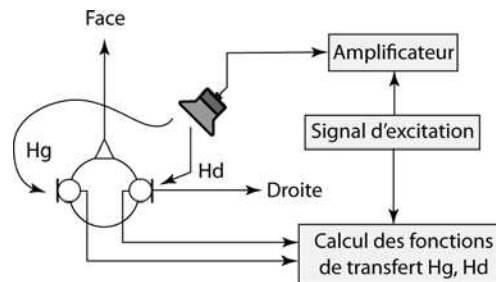 Face
Amplificateur
Signal d'excitation
Hg
Hd
Droite
Calcul des fonctions
de transfert Hg, Hd